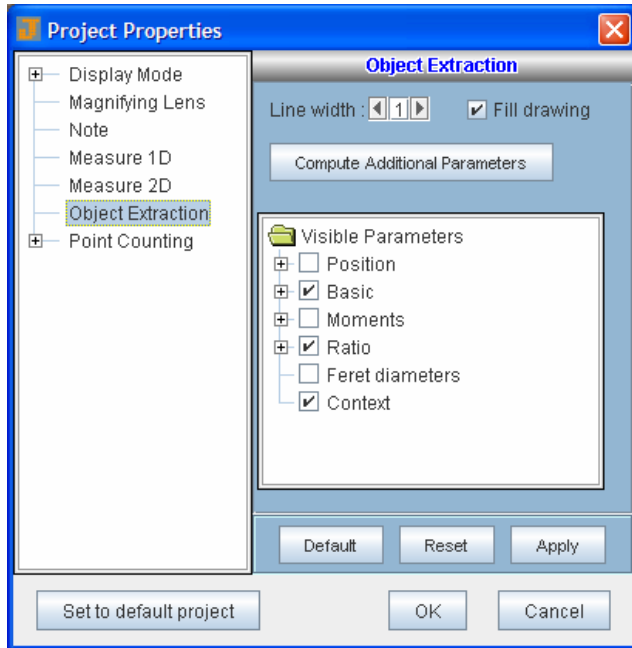 Project Properties
Display Mode
Magnifying Lens
Note
Measure 1D
Measure 2D
Object Extraction
Point Counting
Object Extraction
Line width : 1 Fill drawing
Compute Additional Parameters
Visible Parameters
Position
Basic
Moments
Ratio
Feret diameters
Context
Default Reset Apply
Set to default project OK Cancel